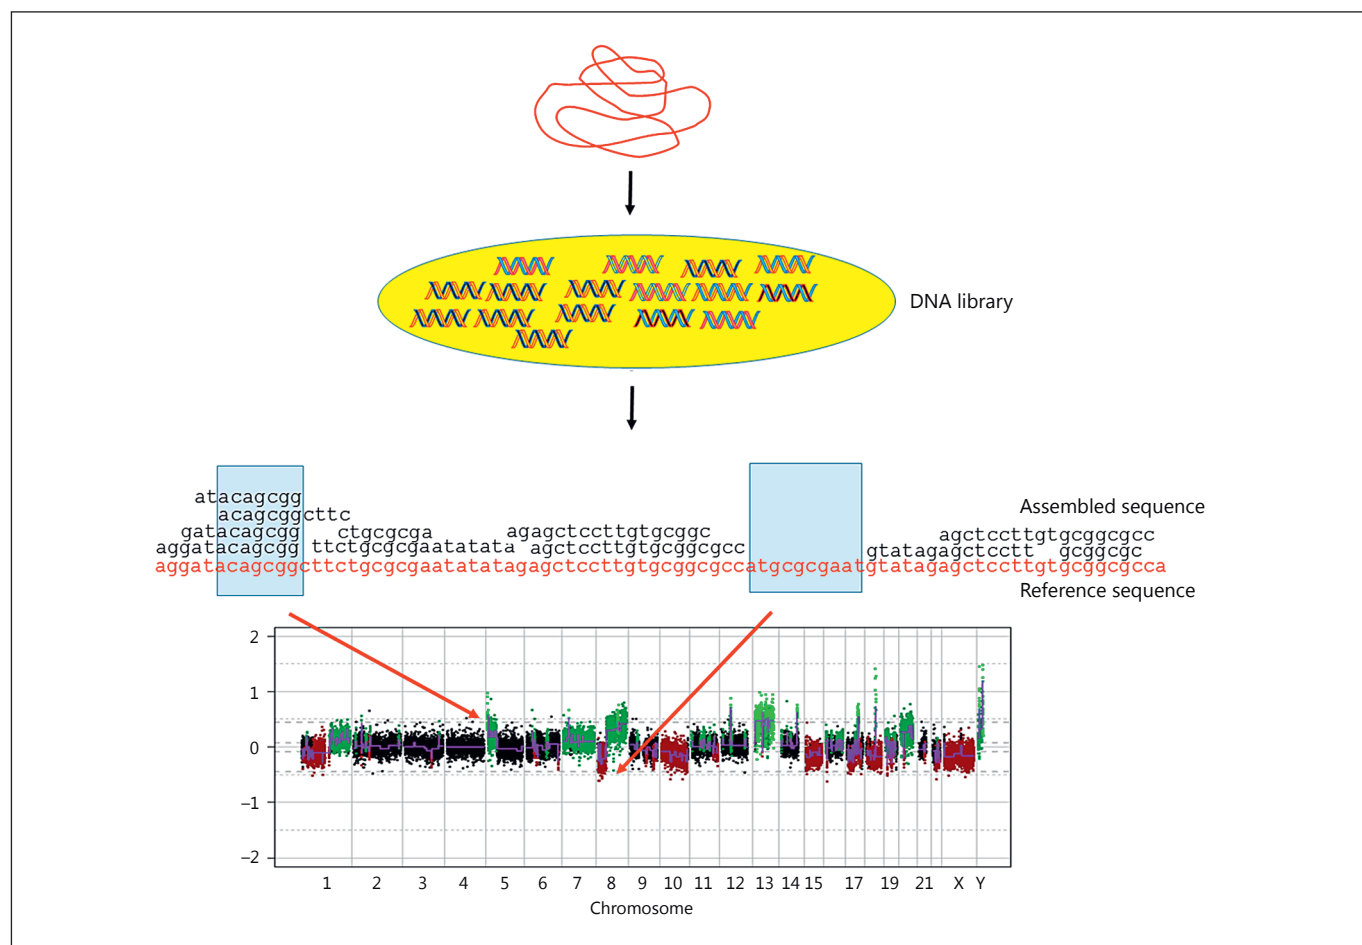 DNA library
atacagcgg
acagcggcttc
gatacagcgg ctgcgcga agagctccttgtgcggc
aggatacagcgg ttctgcgcgaatatata agctccttgtgcggcgcc
Assembled sequence
agctccttgtgcggcgcc
gtatagagctccttt gcggcgc
aggatacagcggcttctgcgcgaatatatagagctccttgtgcggcgccatgcgcgaatgtatagagctccttgtgcggcgcca
Reference sequence
2
1
0
–1
–2
1 2 3 4 5 6 7 8 9 10 11 12 13 14 15 17 19 21 X Y
Chromosome